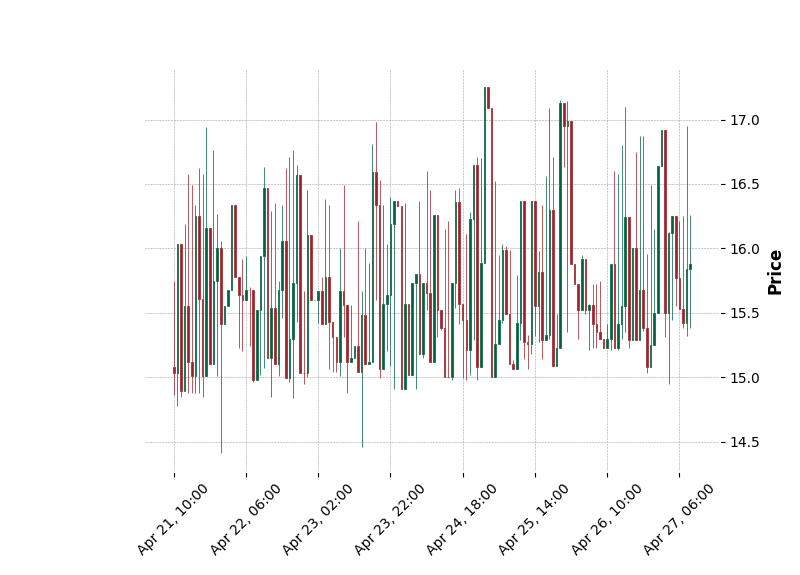 17.0
16.5
16.0
15.5
15.0
14.5
Price
Apr 21, 10:00
Apr 22, 06:00
Apr 23, 02:00
Apr 23, 22:00
Apr 24, 18:00
Apr 25, 14:00
Apr 26, 10:00
Apr 27, 06:00